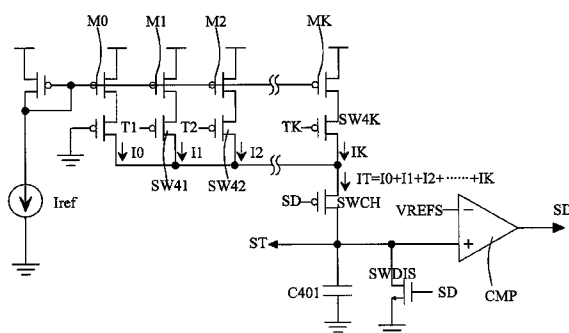 M0 M1 M2 MK
T1 T2 TK SW4K
I0 I1 I2 IK
SW41 SW42 IT=I0+I1+I2+······+IK
SD SWCH VREFS − SD
Iref
ST +
SWDIS
C401 SD CMP